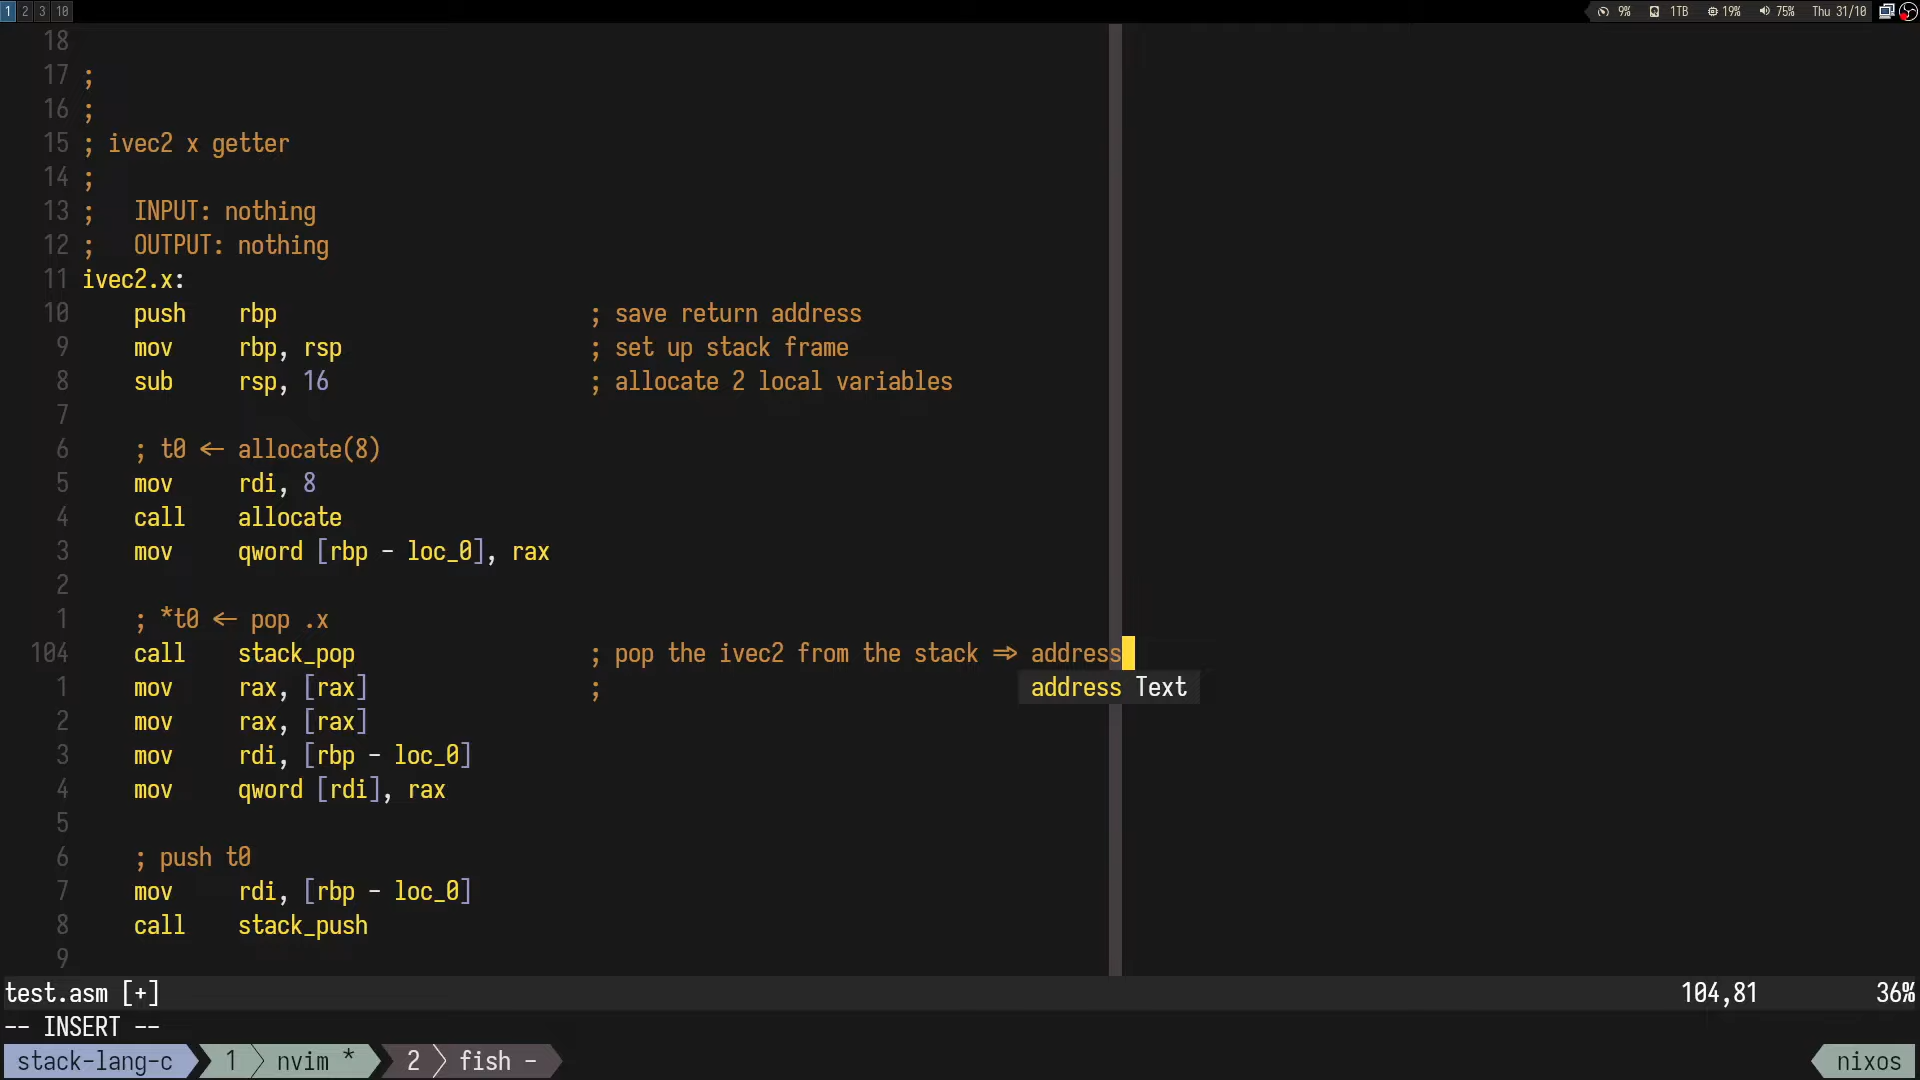 1 2 3 10 9% 1TB 19% 75% Thu 31/10
18
17 ;
16 ;
15 ; ivec2 x getter
14 ;
13 ;   INPUT: nothing
12 ;   OUTPUT: nothing
11 ivec2.x:
10     push    rbp                        ; save return address
9     mov     rbp, rsp                   ; set up stack frame
8     sub     rsp, 16                    ; allocate 2 local variables
7
6     ; t0 <- allocate(8)
5     mov     rdi, 8
4     call    allocate
3     mov     qword [rbp - loc_0], rax
2
1     ; *t0 <- pop .x
104     call    stack_pop                  ; pop the ivec2 from the stack => address
1     mov     rax, [rax]                 ;                                 address Text
2     mov     rax, [rax]
3     mov     rdi, [rbp - loc_0]
4     mov     qword [rdi], rax
5
6     ; push t0
7     mov     rdi, [rbp - loc_0]
8     call    stack_push
9
test.asm [+] 104,81 36%
-- INSERT --
stack-lang-c 1 nvim * 2 fish - nixos